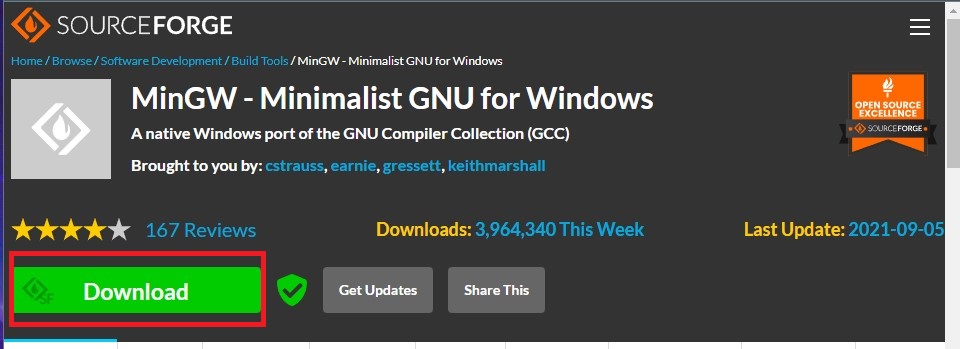 SOURCEFORGE
Home / Browse / Software Development / Build Tools / MinGW - Minimalist GNU for Windows
MinGW - Minimalist GNU for Windows
A native Windows port of the GNU Compiler Collection (GCC)
Brought to you by: cstrauss, earnie, gressett, keithmarshall
OPEN SOURCE
EXCELLENCE
SOURCEFORGE
167 Reviews
Downloads: 3,964,340 This Week
Last Update: 2021-09-05
SF
Download
Get Updates
Share This